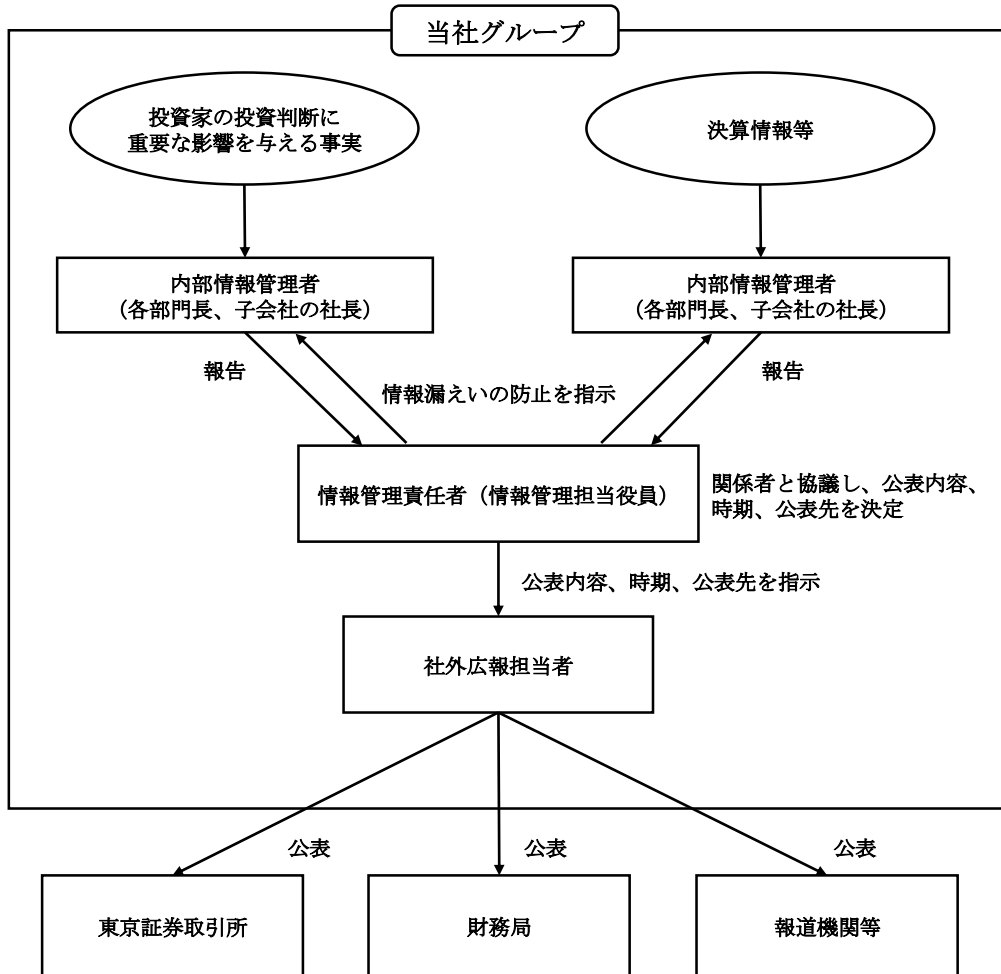 当社グループ
投資家の投資判断に
重要な影響を与える事実
決算情報等
内部情報管理者
（各部門長、子会社の社長）
内部情報管理者
（各部門長、子会社の社長）
報告
情報漏えいの防止を指示
報告
情報管理責任者（情報管理担当役員）
関係者と協議し、公表内容、
時期、公表先を決定
公表内容、時期、公表先を指示
社外広報担当者
公表
公表
公表
東京証券取引所
財務局
報道機関等